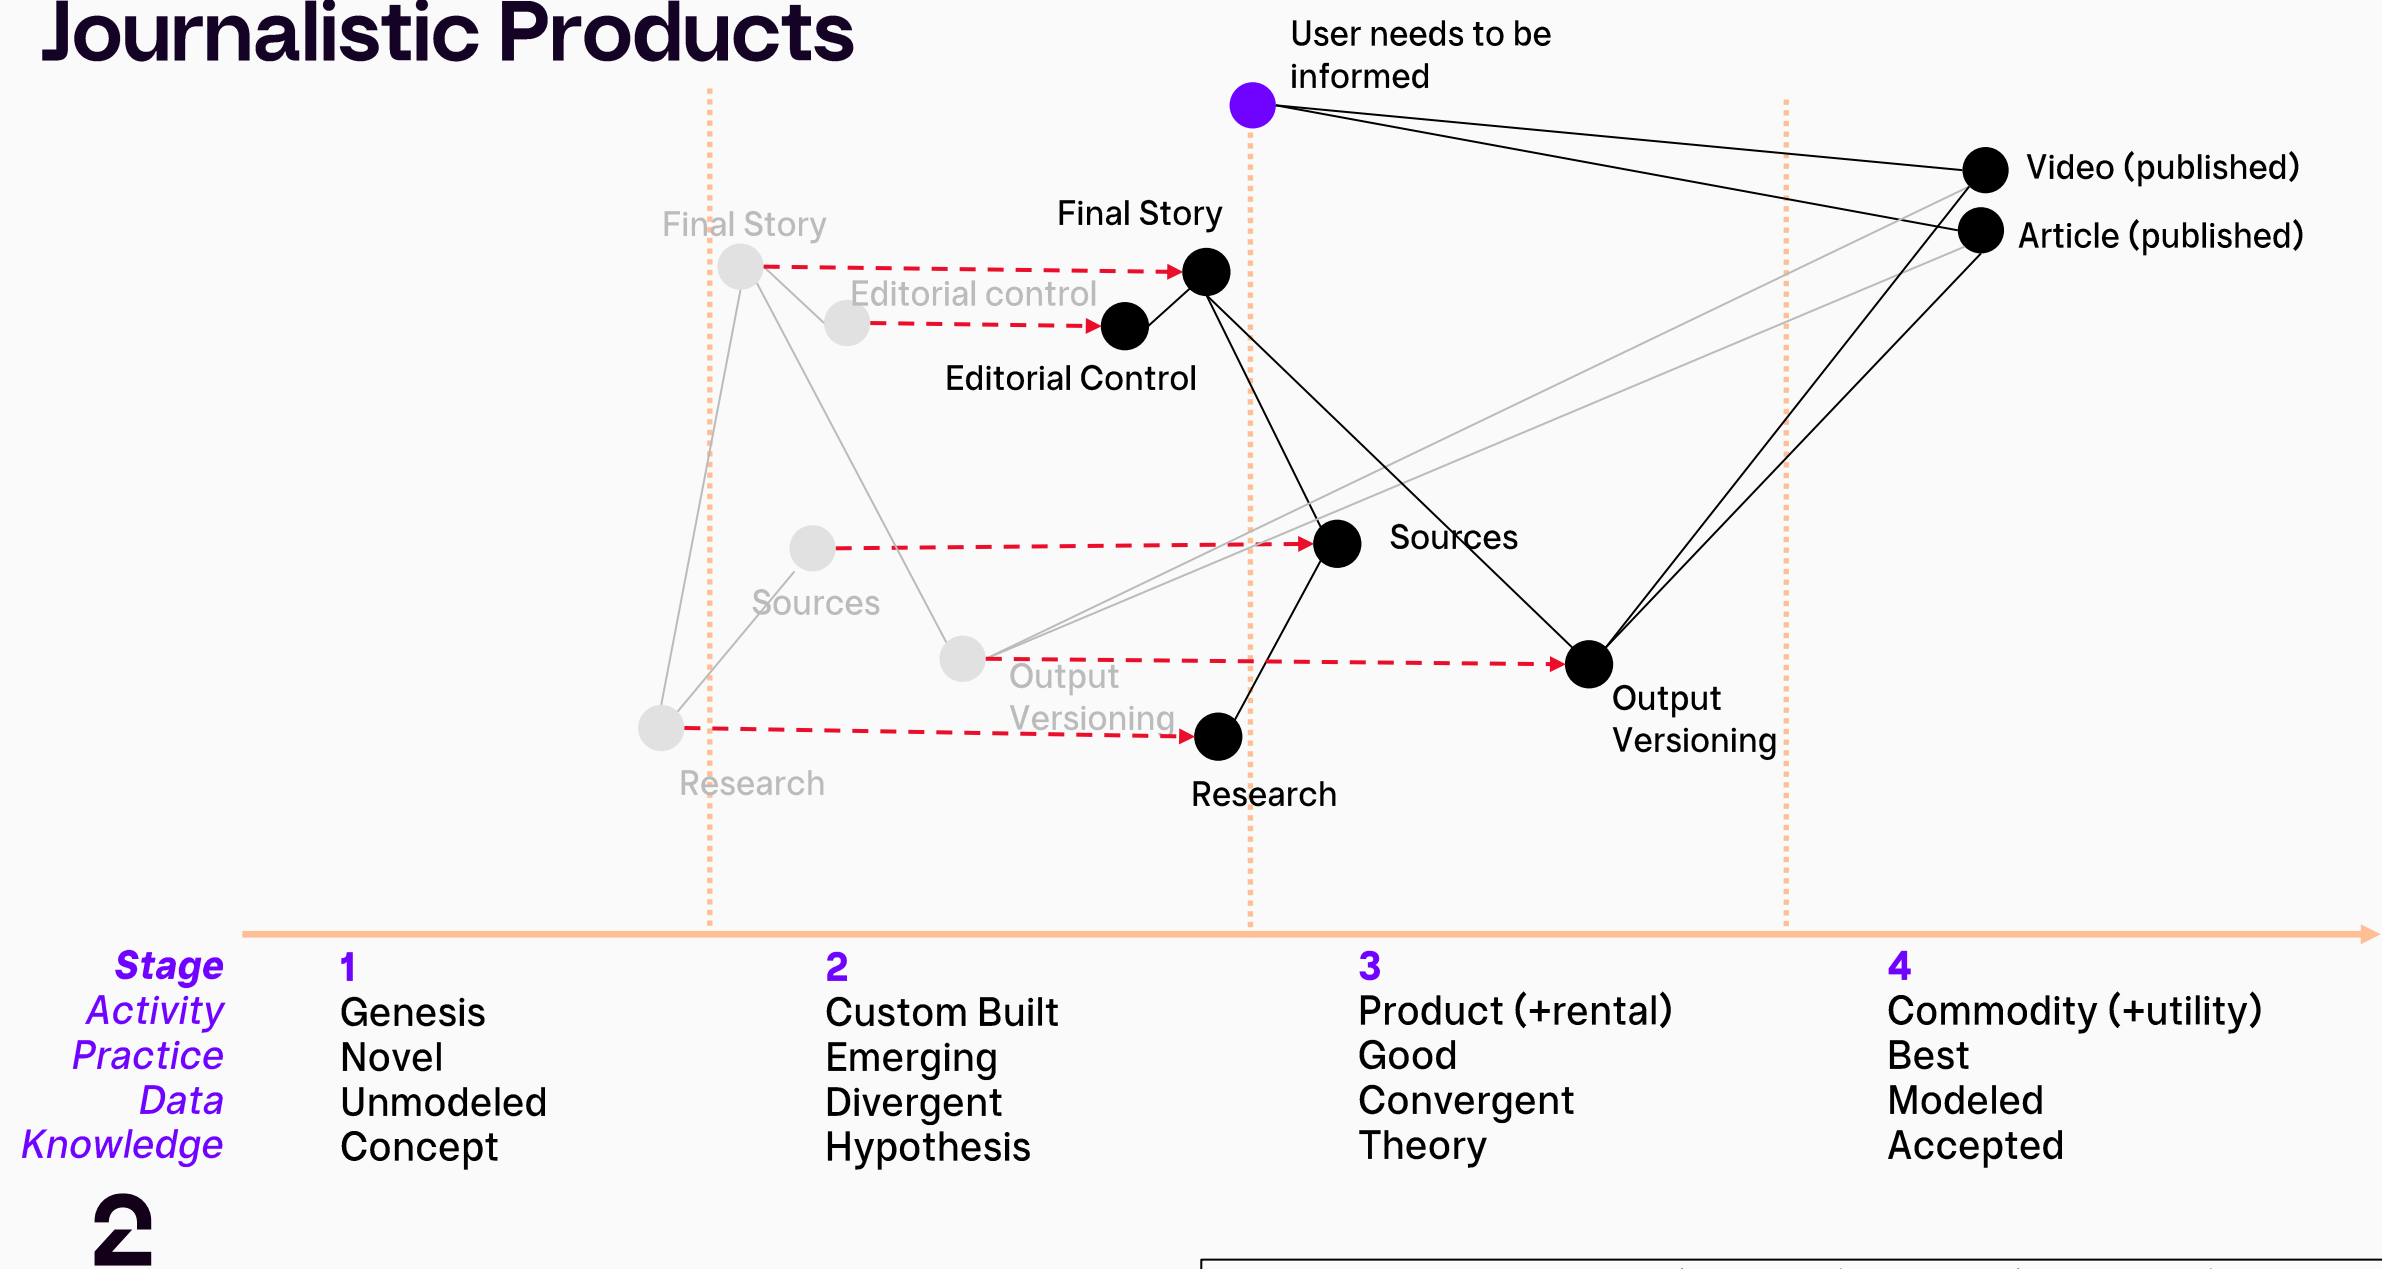 Journalistic Products
User needs to be
informed
Video (published)
Article (published)
Final Story
Final Story
Editorial control
Editorial Control
Sources
Sources
Output
Versioning
Output
Versioning
Research
Research
Stage 1 2 3 4
Activity Genesis Custom Built Product (+rental) Commodity (+utility)
Practice Novel Emerging Good Best
Data Unmodeled Divergent Convergent Modeled
Knowledge Concept Hypothesis Theory Accepted
2